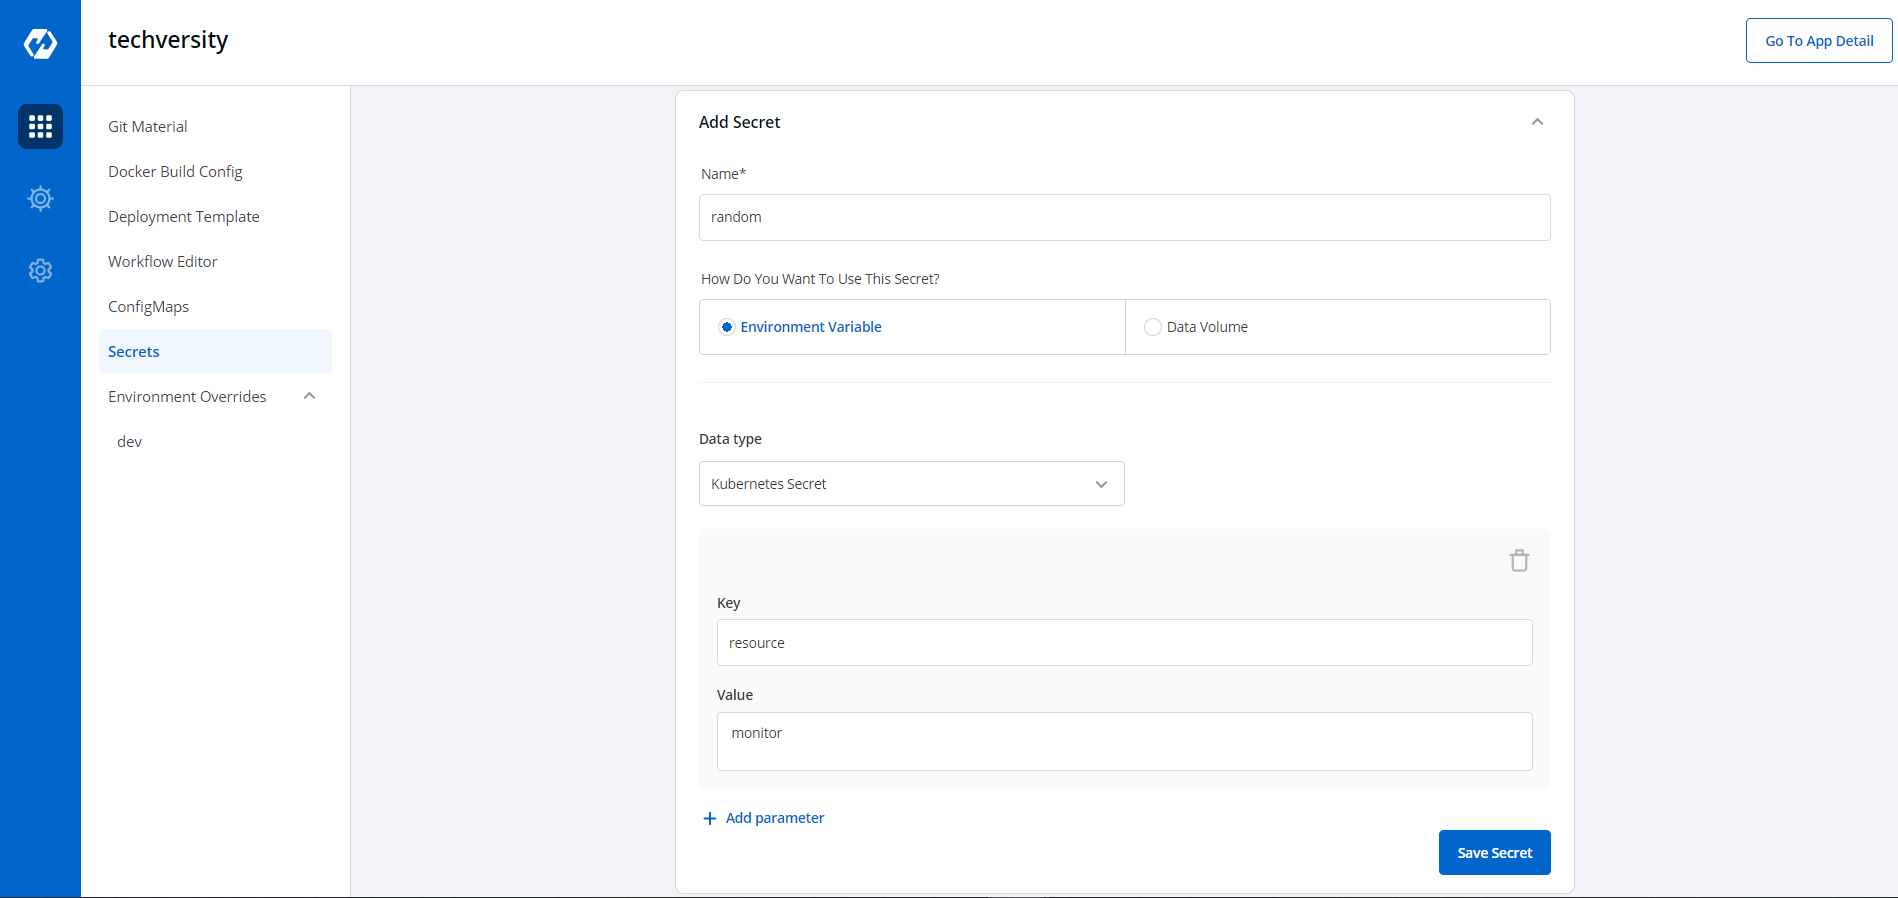 techversity
Go To App Detail
Git Material
Docker Build Config
Deployment Template
Workflow Editor
ConfigMaps
Secrets
Environment Overrides
dev
Add Secret
Name*
random
How Do You Want To Use This Secret?
Environment Variable
Data Volume
Data type
Kubernetes Secret
Key
resource
Value
monitor
Add parameter
Save Secret